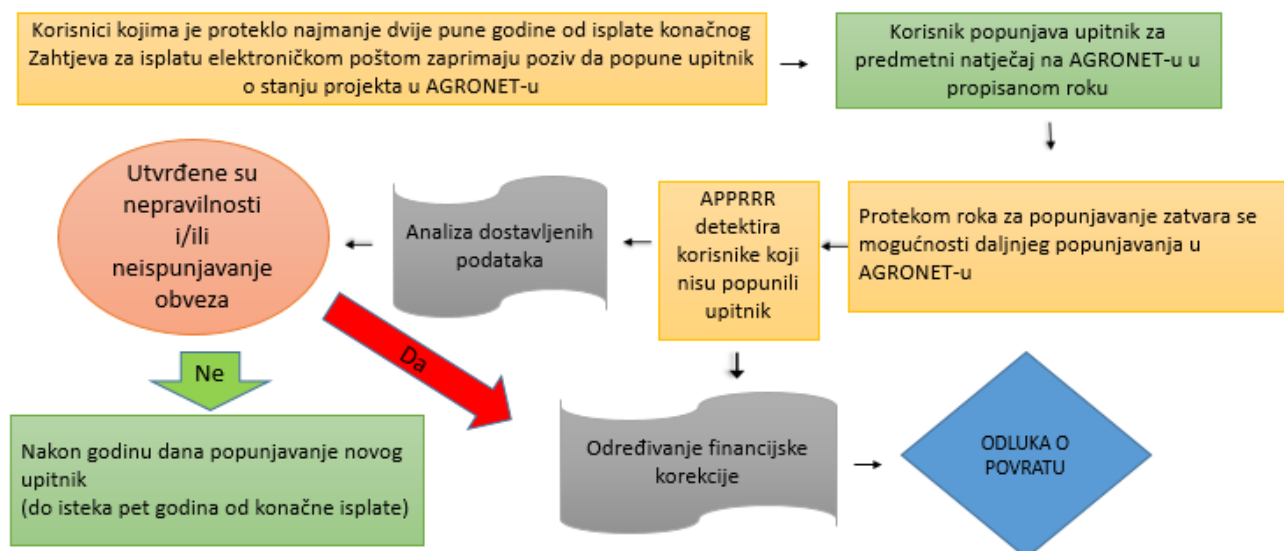 Korisnici kojima je proteklo najmanje dvije pune godine od isplate konačnog
Zahtjeva za isplatu elektroničkom poštom zaprimaju poziv da popune upitnik
o stanju projekta u AGRONET-u
Korisnik popunjava upitnik za
predmetni natječaj na AGRONET-u u
propisanom roku
Protekom roka za popunjavanje zatvara se
mogućnosti daljnjeg popunjavanja u
AGRONET-u
APPRRR
detektira
korisnike koji
nisu popunili
upitnik
Analiza dostavljenih
podataka
Utvrđene su
nepravilnosti
i/ili
neispunjavanje
obveza
Ne
Da
Nakon godinu dana popunjavanje novog
upitnik
(do isteka pet godina od konačne isplate)
Određivanje financijske
korekcije
ODLUKA O
POVRATU